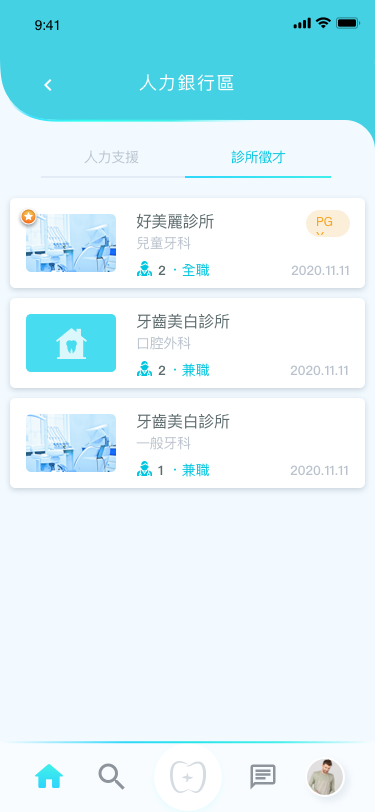 9:41
人力銀行區
人力支援
診所徵才
好美麗診所
PG
兒童牙科
2 · 全職
2020.11.11
牙齒美白診所
口腔外科
2 · 兼職
2020.11.11
牙齒美白診所
一般牙科
1 · 兼職
2020.11.11